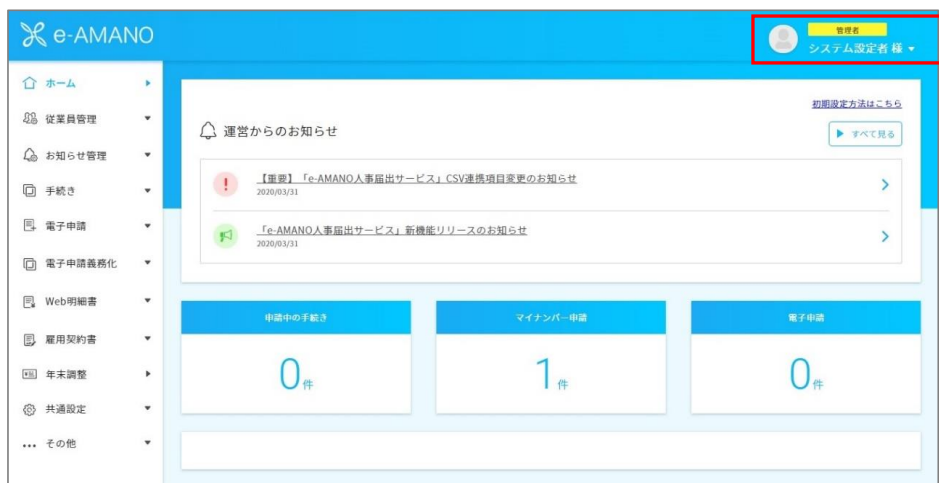 e-AMANO
管理者
システム設定者 様
ホーム
従業員管理
お知らせ管理
手続き
電子申請
電子申請義務化
Web明細書
雇用契約書
年末調整
共通設定
その他
初期設定方法はこちら
運営からのお知らせ
すべて見る
【重要】「e-AMANO人事届出サービス」CSV連携項目変更のお知らせ
2020/03/31
「e-AMANO人事届出サービス」新機能リリースのお知らせ
2020/03/31
申請中の手続き
0件
マイナンバー申請
1件
電子申請
0件